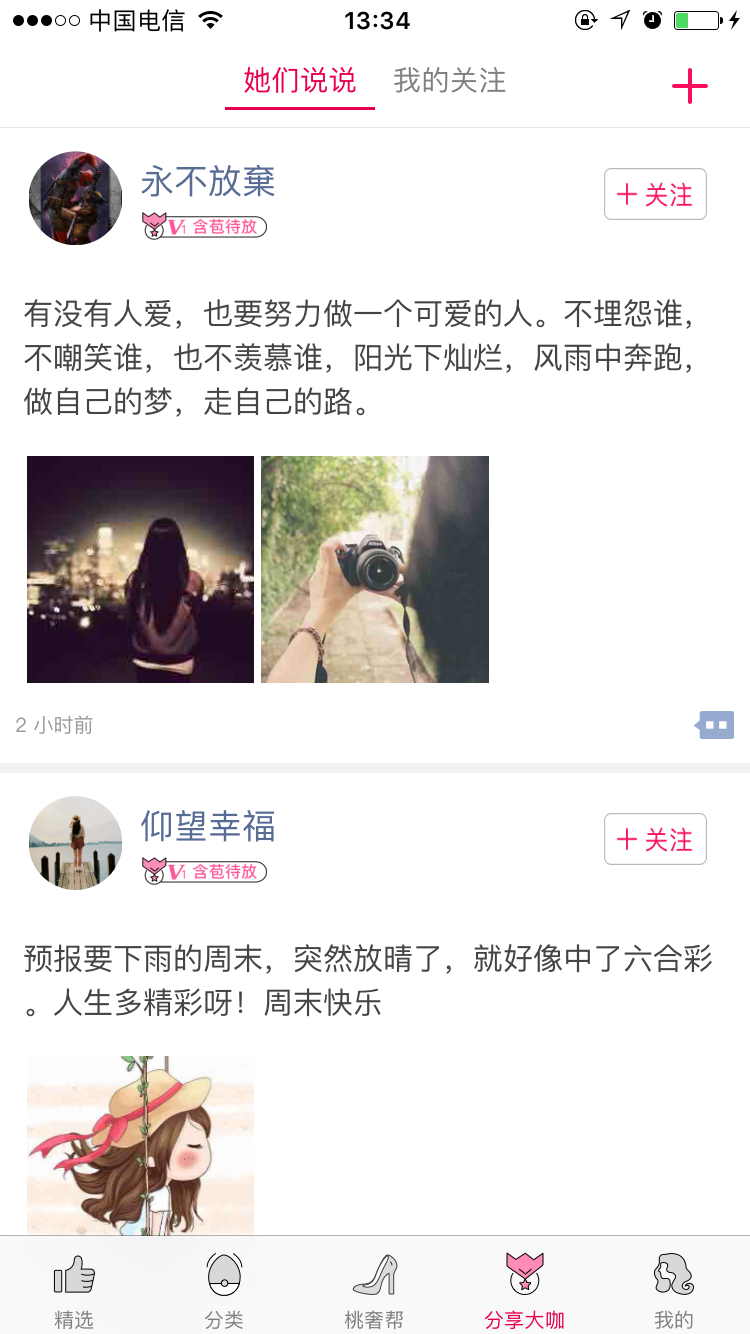 中国电信 13:34
她们说说 我的关注
永不放棄
V1 含苞待放
+ 关注
有没有人爱，也要努力做一个可爱的人。不埋怨谁，
不嘲笑谁，也不羡慕谁，阳光下灿烂，风雨中奔跑，
做自己的梦，走自己的路。
2 小时前
仰望幸福
V1 含苞待放
+ 关注
预报要下雨的周末，突然放晴了，就好像中了六合彩
。人生多精彩呀！周末快乐
精选 分类 桃奢帮 分享大咖 我的